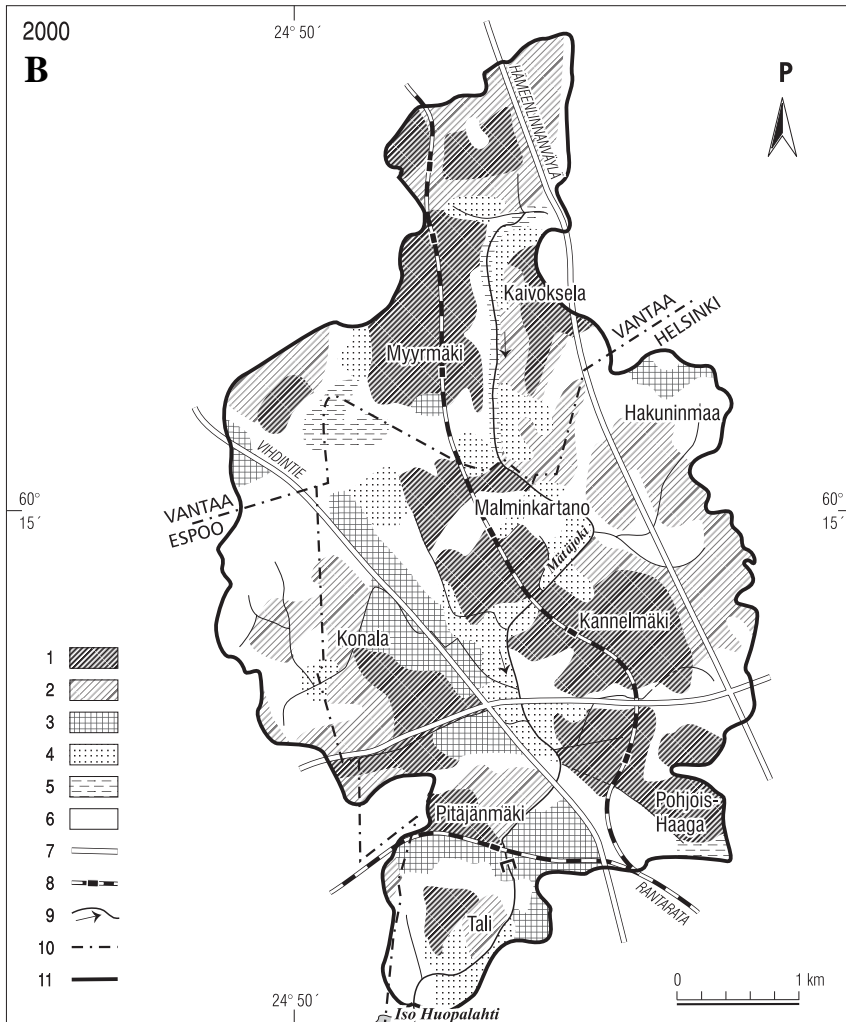 2000
24° 50´
B
P
HÄMEENLINNANVÄYLÄ
Kaivoksela
VANTAA
HELSINKI
Myyrmäki
Hakuninmaa
VIHDINTIE
60°
15´
VANTAA
ESPOO
Malminkartano
60°
15´
Mätäjoki
Kannelmäki
Konala
1
2
3
4
5
6
7
8
9
10
11
Pitäjänmäki
Pohjois-
Haaga
RANTARATA
Tali
0
1 km
24° 50´
Iso Huopalahti